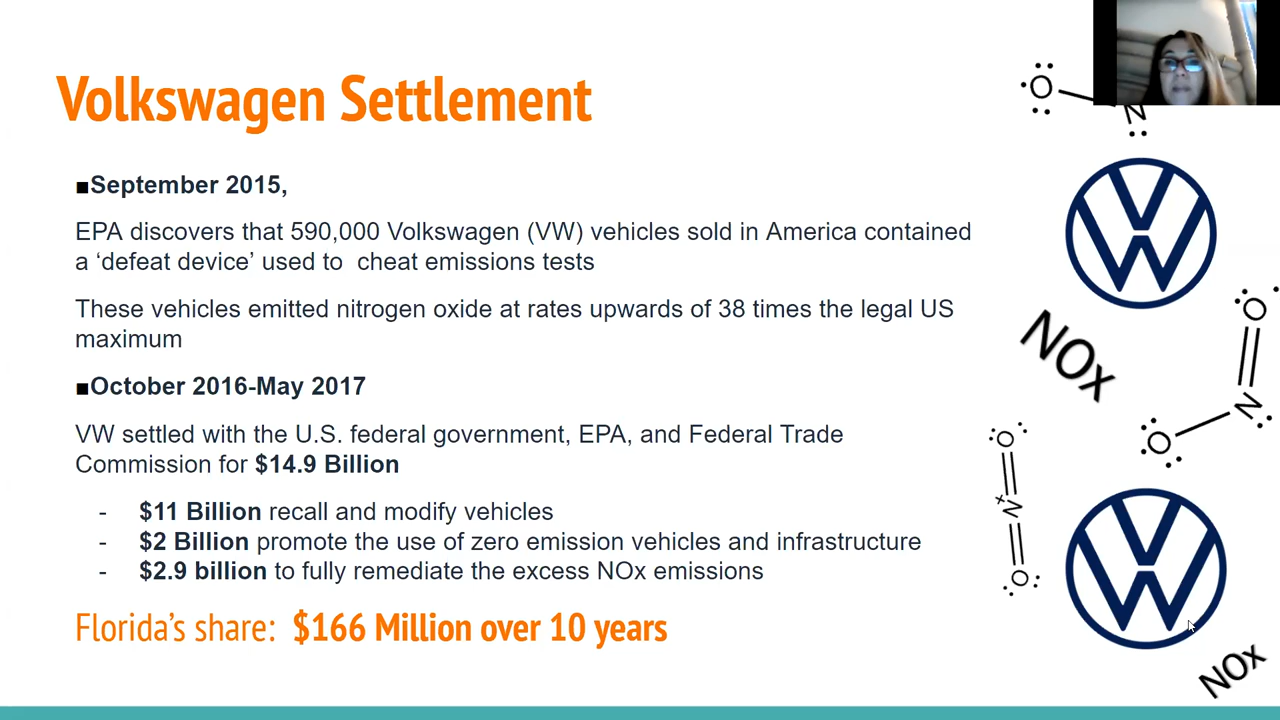 Volkswagen Settlement
■September 2015,
EPA discovers that 590,000 Volkswagen (VW) vehicles sold in America contained
a ‘defeat device’ used to  cheat emissions tests
These vehicles emitted nitrogen oxide at rates upwards of 38 times the legal US
maximum
■October 2016-May 2017
VW settled with the U.S. federal government, EPA, and Federal Trade
Commission for $14.9 Billion
- $11 Billion recall and modify vehicles
- $2 Billion promote the use of zero emission vehicles and infrastructure
- $2.9 billion to fully remediate the excess NOx emissions
Florida’s share: $166 Million over 10 years
O
N
VW
NOx
O
N
O
O
N
O
VW
NOx